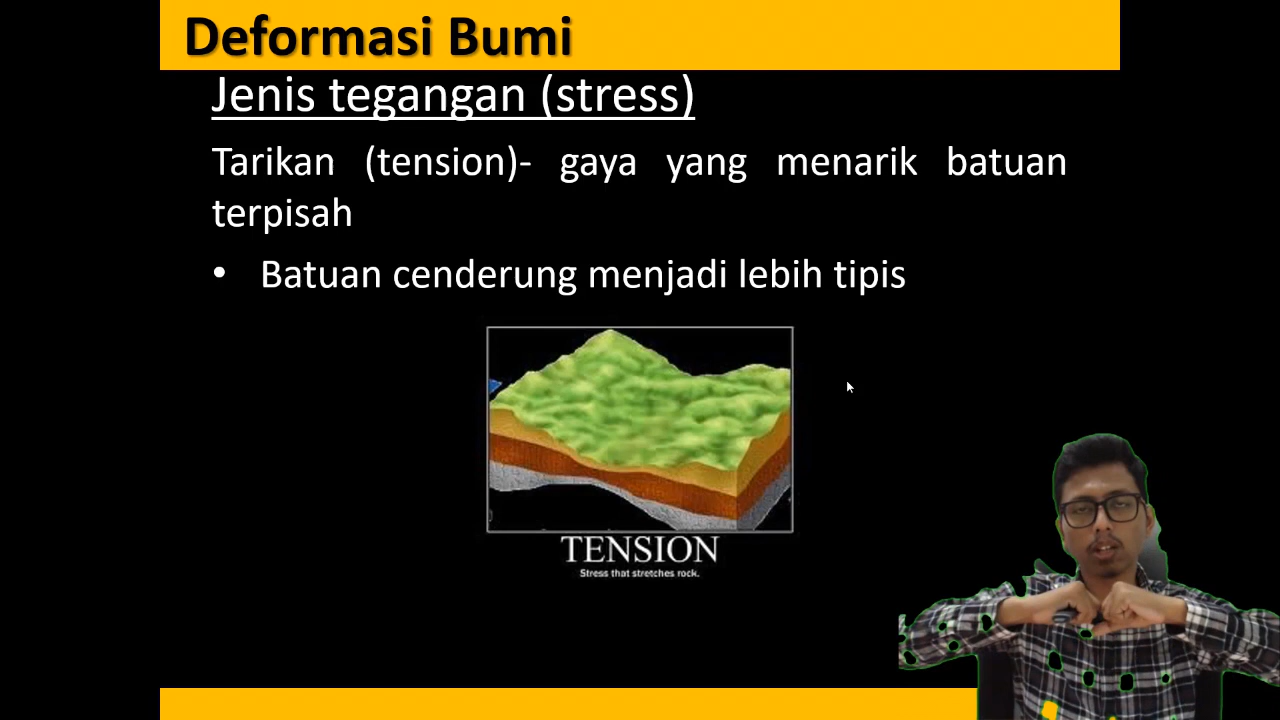 Deformasi Bumi
Jenis tegangan (stress)
Tarikan (tension)- gaya yang menarik batuan
terpisah
• Batuan cenderung menjadi lebih tipis
TENSION
Stress that stretches rock.